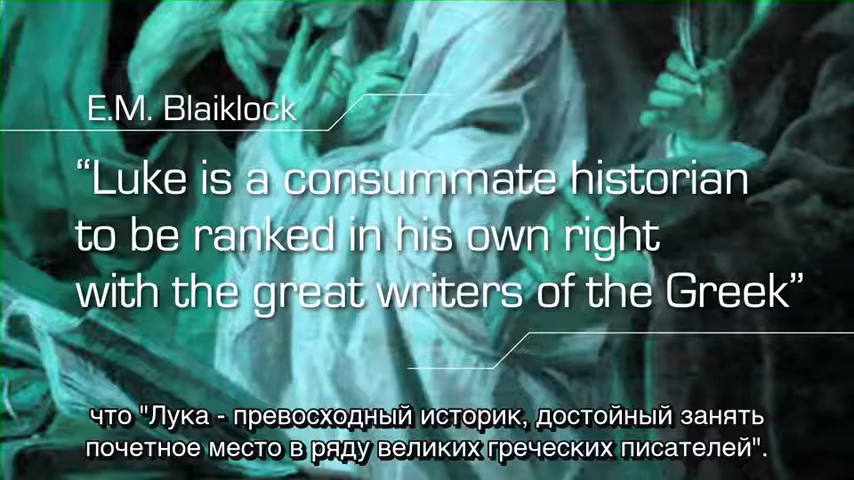 E.M. Blaiklock
“Luke is a consummate historian
to be ranked in his own right
with the great writers of the Greek”
что "Лука - превосходный историк, достойный занять
почетное место в ряду великих греческих писателей".